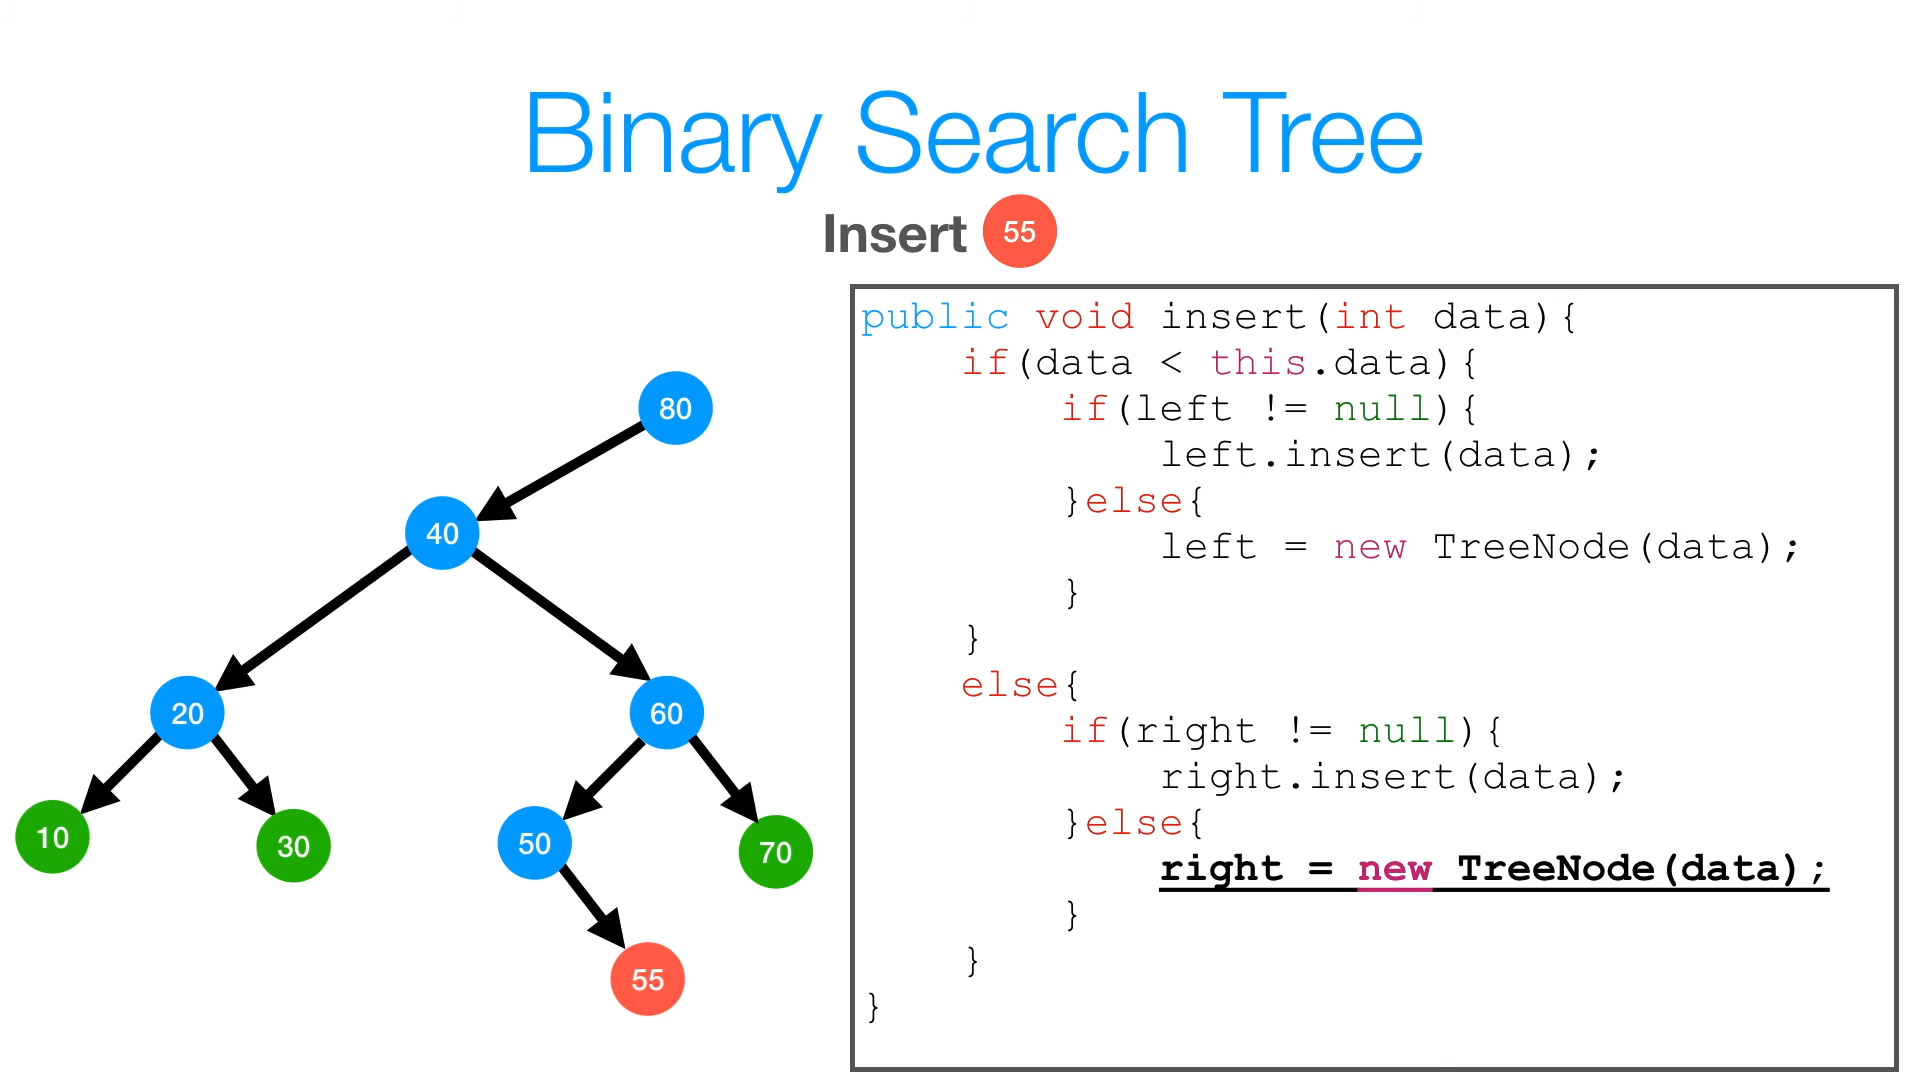 Binary Search Tree
Insert 55
80
40
20
60
10
30
50
70
55
public void insert(int data){
if(data < this.data){
if(left != null){
left.insert(data);
}else{
left = new TreeNode(data);
}
}
else{
if(right != null){
right.insert(data);
}else{
right = new TreeNode(data);
}
}
}